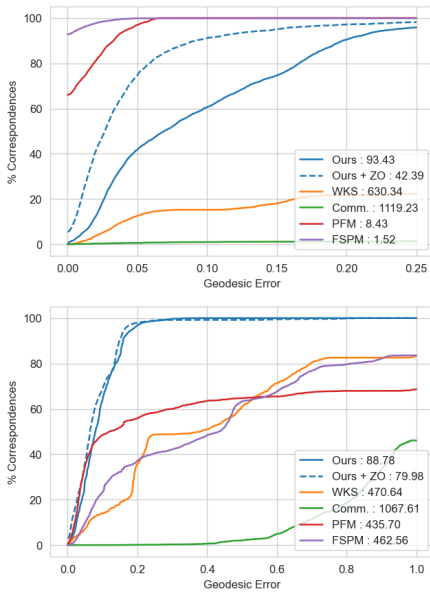 100
80
60
40
20
0
% Correspondences
Ours : 93.43
Ours + ZO : 42.39
WKS : 630.34
Comm. : 1119.23
PFM : 8.43
FSPM : 1.52
0.00 0.05 0.10 0.15 0.20 0.25
Geodesic Error
100
80
60
40
20
0
% Correspondences
Ours : 88.78
Ours + ZO : 79.98
WKS : 470.64
Comm. : 1067.61
PFM : 435.70
FSPM : 462.56
0.0 0.2 0.4 0.6 0.8 1.0
Geodesic Error